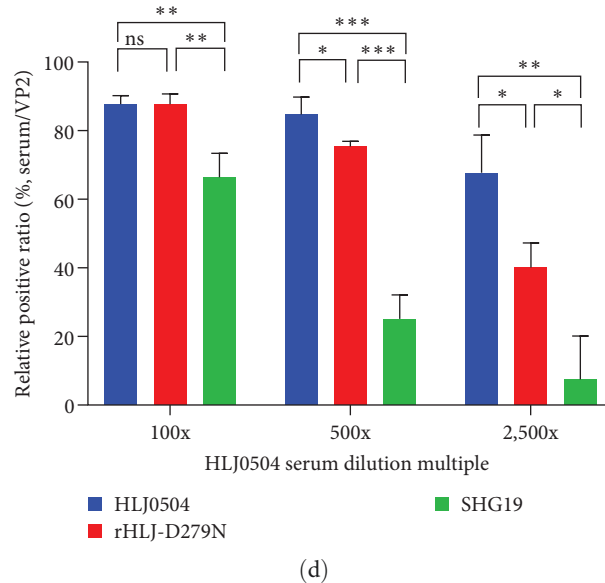 ** *** **
ns ** * *** * *
100
80
60
40
20
0
Relative positive ratio (%, serum/VP2)
100x 500x 2,500x
HLJ0504 serum dilution multiple
HLJ0504 SHG19
rHLJ-D279N
(d)